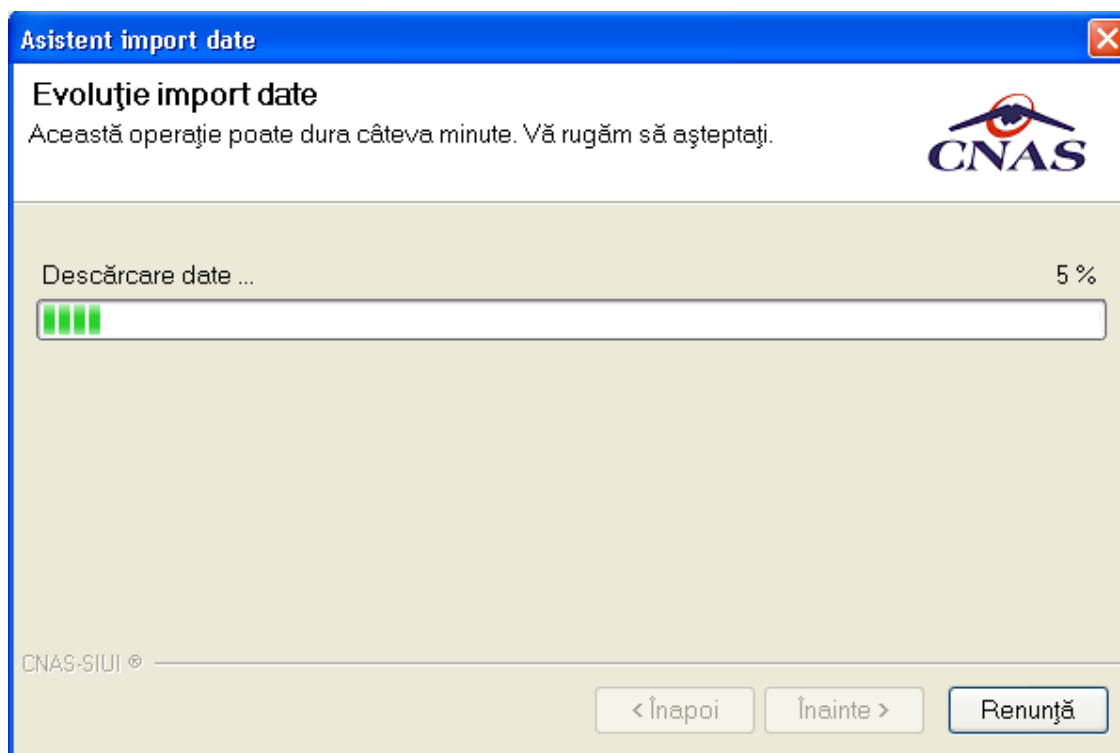 Asistent import date
Evoluţie import date
Această operaţie poate dura câteva minute. Vă rugăm să aşteptaţi.
CNAS
Descărcare date ... 5 %
CNAS-SIUI ®
< Înapoi Înainte > Renunţă